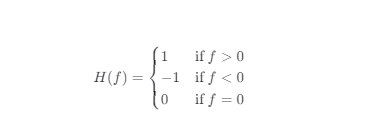 H(f) = { 1 if f > 0
−1 if f < 0
0 if f = 0